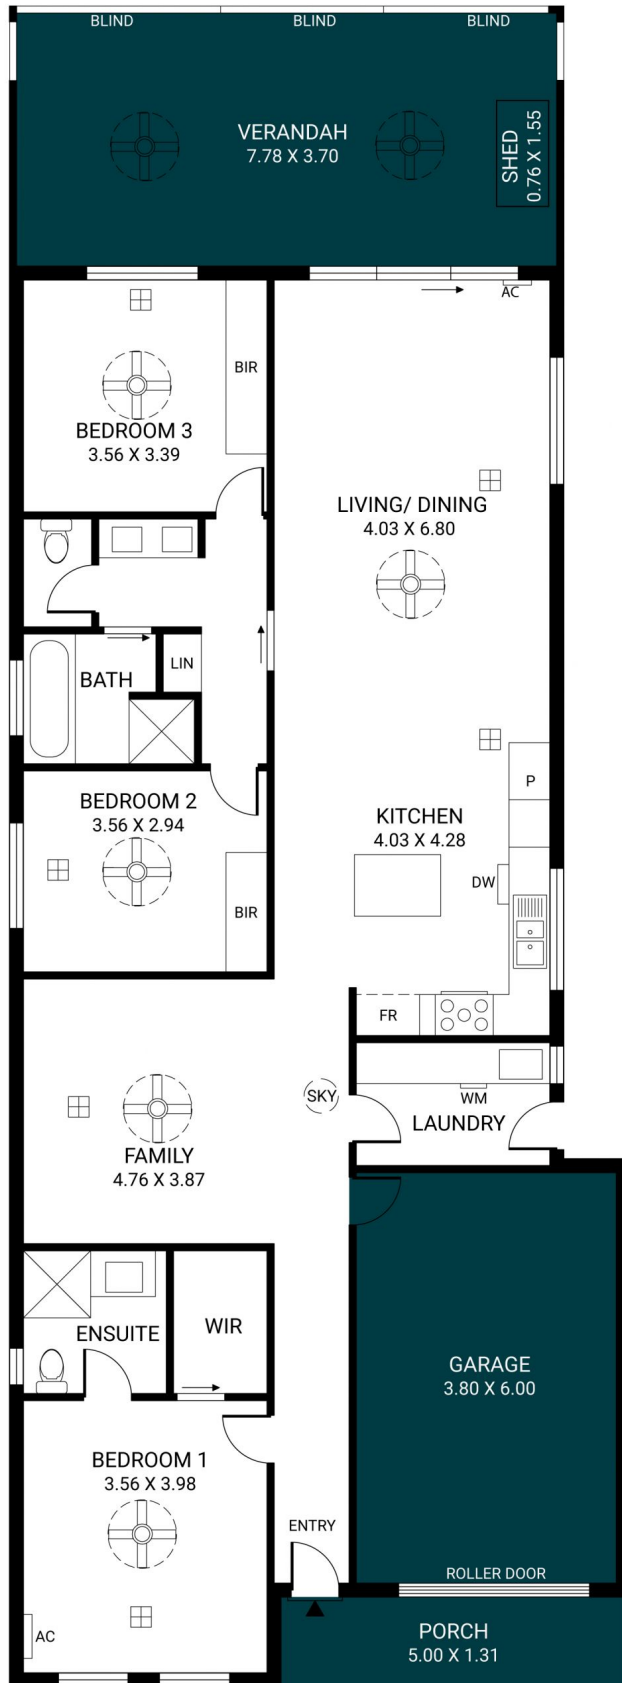 BLIND
BLIND
BLIND
VERANDAH
7.78 X 3.70
SHED
0.76 X 1.55
AC
BIR
BEDROOM 3
3.56 X 3.39
LIVING/ DINING
4.03 X 6.80
LIN
BATH
P
BEDROOM 2
3.56 X 2.94
KITCHEN
4.03 X 4.28
DW
BIR
FR
SKY
WM
LAUNDRY
FAMILY
4.76 X 3.87
ENSUITE
WIR
GARAGE
3.80 X 6.00
BEDROOM 1
3.56 X 3.98
ENTRY
ROLLER DOOR
AC
PORCH
5.00 X 1.31